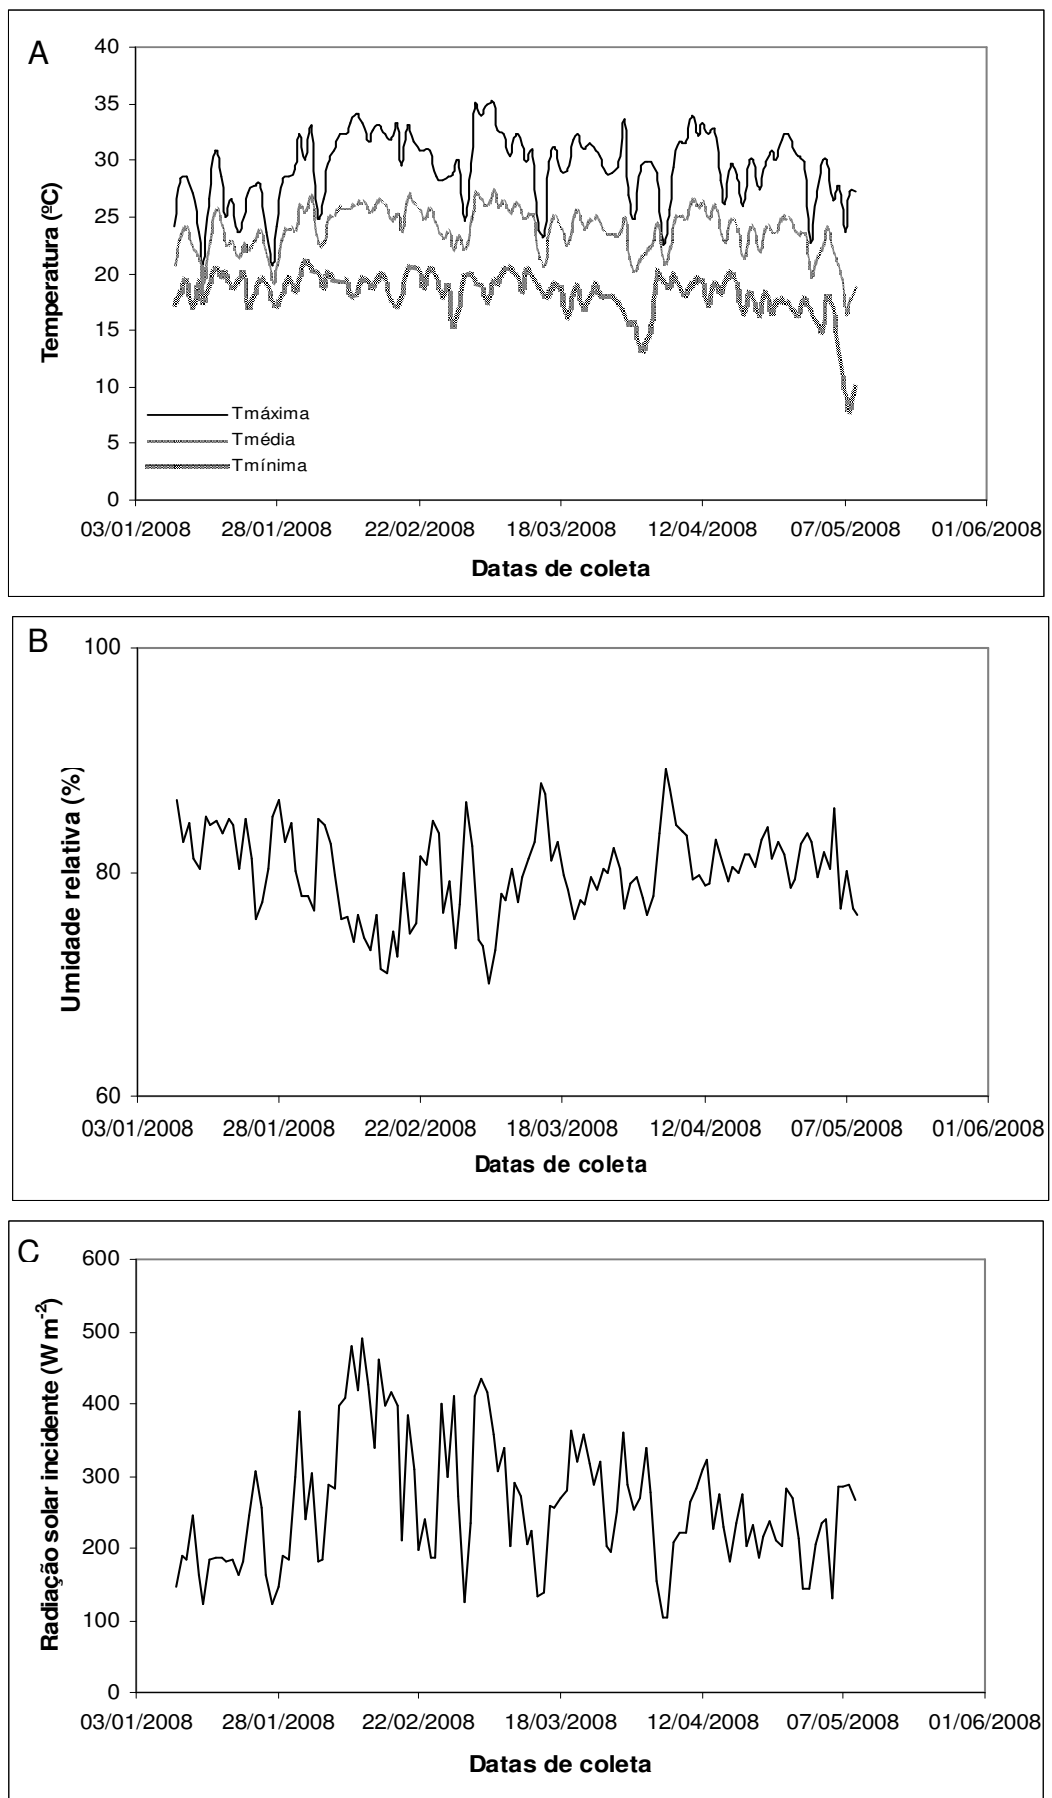 A
40
35
30
25
20
15
10
5
0
Temperatura (ºC)
Tmáxima
Tmédia
Tmínima
03/01/2008 28/01/2008 22/02/2008 18/03/2008 12/04/2008 07/05/2008 01/06/2008
Datas de coleta
B
100
80
60
Umidade relativa (%)
03/01/2008 28/01/2008 22/02/2008 18/03/2008 12/04/2008 07/05/2008 01/06/2008
Datas de coleta
C
600
500
400
300
200
100
0
Radiação solar incidente (W m-2)
03/01/2008 28/01/2008 22/02/2008 18/03/2008 12/04/2008 07/05/2008 01/06/2008
Datas de coleta